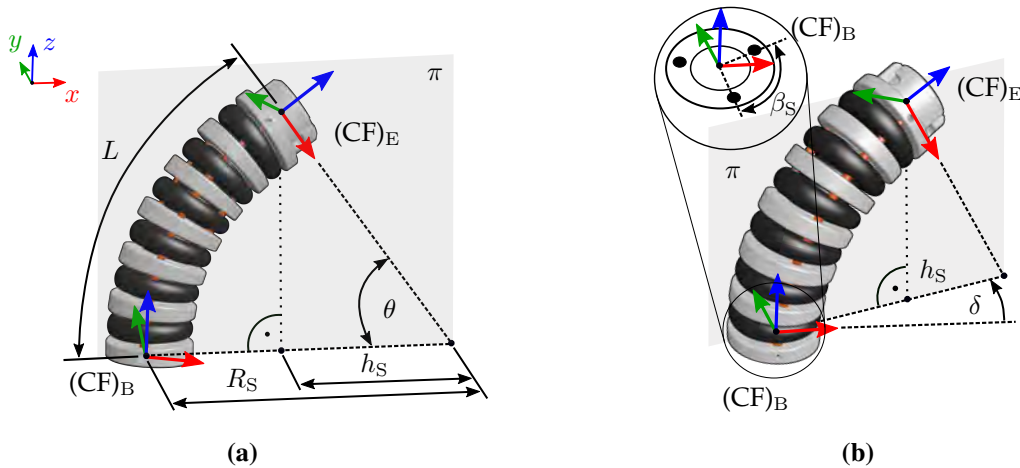 y
z
x
π
L
(CF)E
θ
hS
RS
(CF)B
(a)
(CF)B
βS
(CF)E
π
hS
δ
(CF)B
(b)